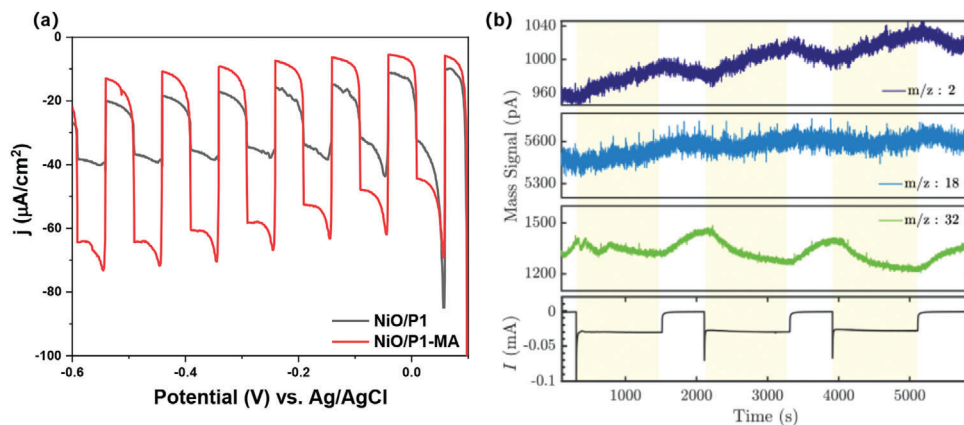 (a)
0
-20
-40
-60
-80
-100
j (μA/cm²)
-0.6
-0.4
-0.2
0.0
Potential (V) vs. Ag/AgCl
NiO/P1
NiO/P1-MA
(b)
1040
1000
960
m/z : 2
5600
5300
m/z : 18
1500
1200
m/z : 32
Mass Signal (pA)
0
-0.05
-0.1
I (mA)
1000
2000
3000
4000
5000
Time (s)